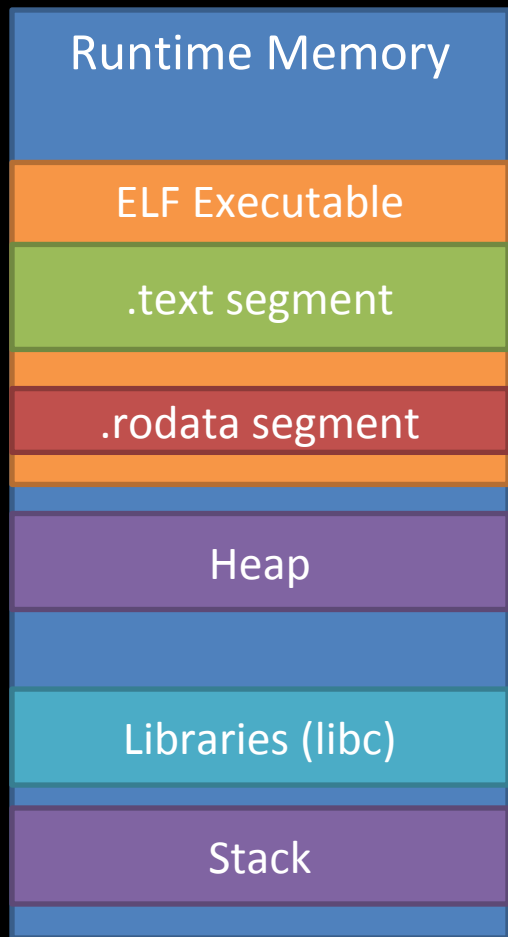 Runtime Memory
ELF Executable
.text segment
.rodata segment
Heap
Libraries (libc)
Stack